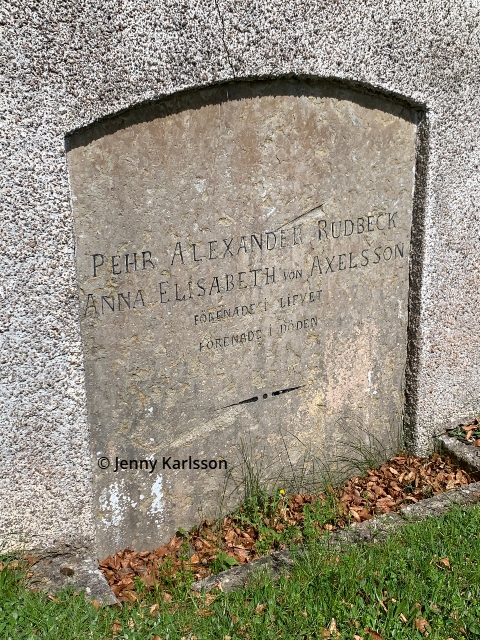 PEHR ALEXANDER RUDBECK
ANNA ELISABETH VON AXELSSON
FÖRENADE I LIFVET
FÖRENADE I DÖDEN
© Jenny Karlsson